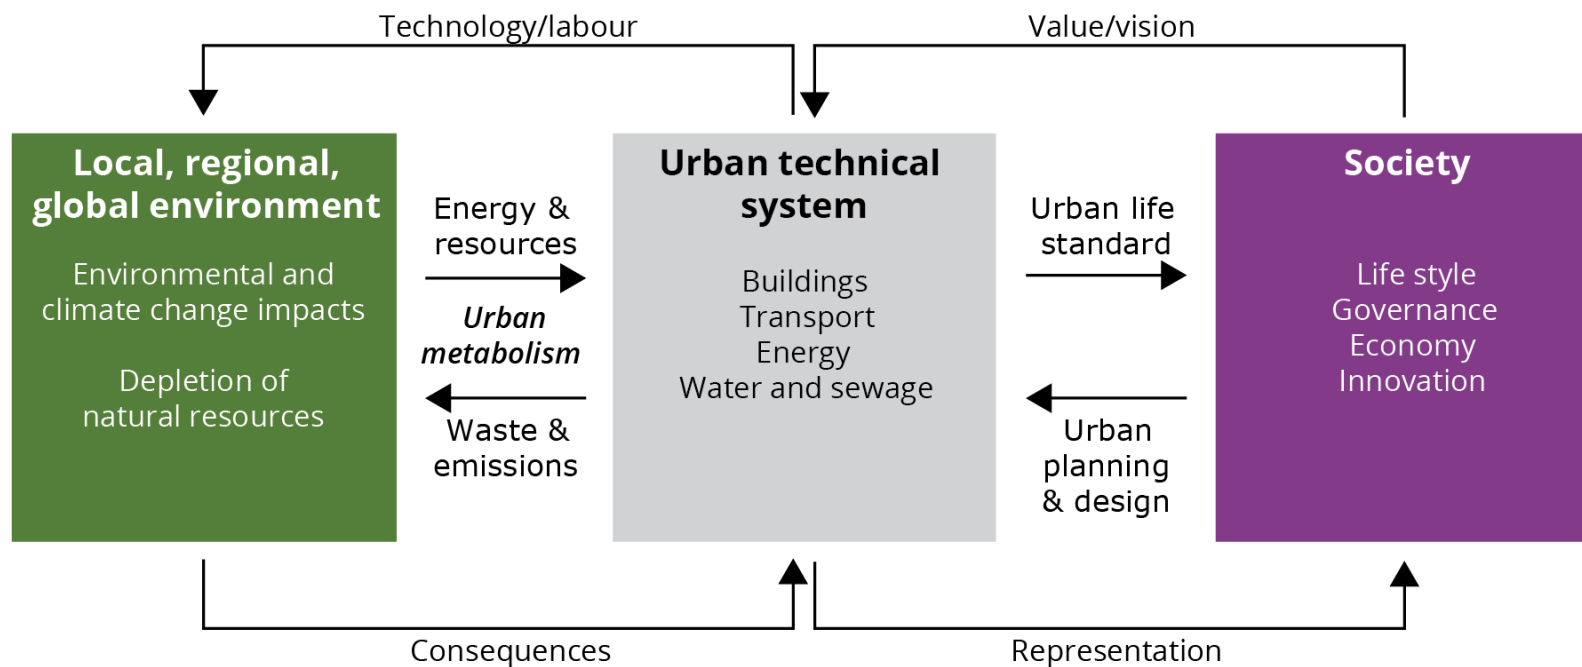 Technology/labour
Value/vision
Local, regional,
global environment
Environmental and
climate change impacts
Depletion of
natural resources
Energy &
resources
Urban
metabolism
Waste &
emissions
Urban technical
system
Buildings
Transport
Energy
Water and sewage
Urban life
standard
Urban
planning
& design
Society
Life style
Governance
Economy
Innovation
Consequences
Representation